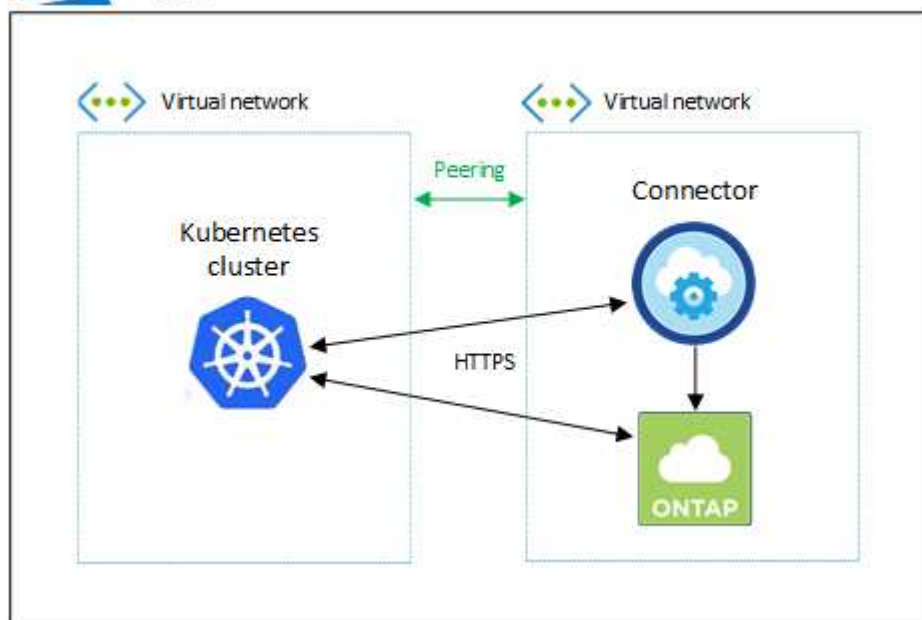 Virtual network
Virtual network
Peering
Connector
Kubernetes
cluster
HTTPS
ONTAP